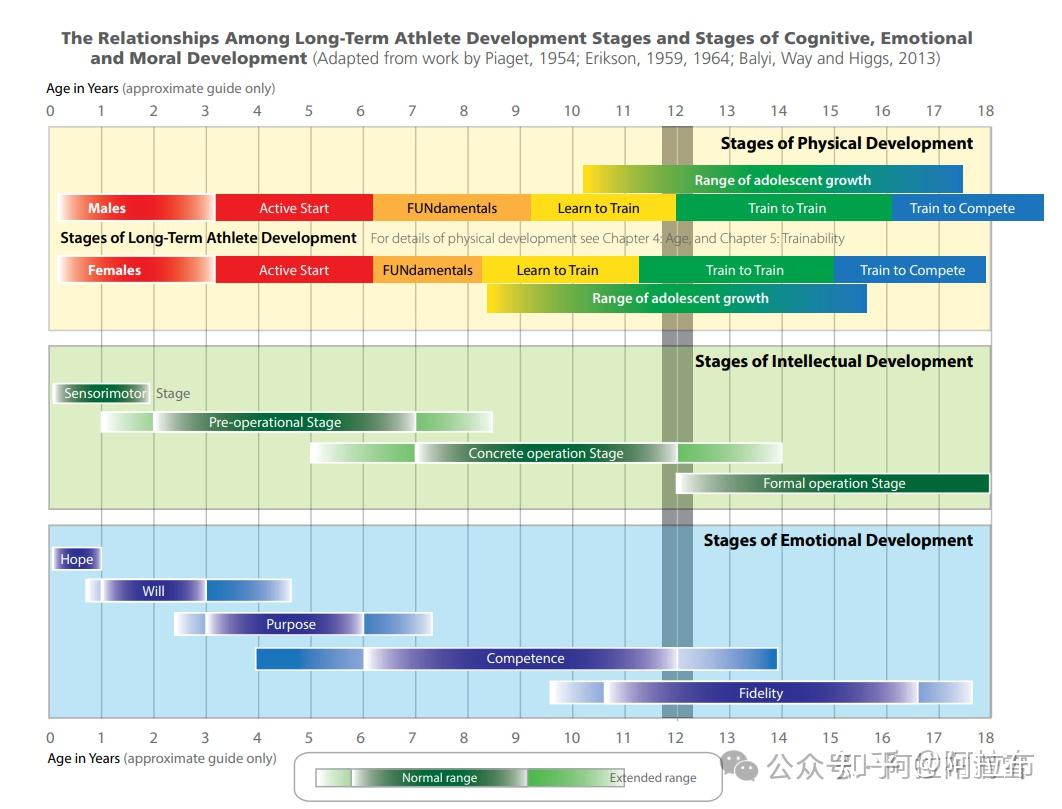 The Relationships Among Long-Term Athlete Development Stages and Stages of Cognitive, Emotional
and Moral Development (Adapted from work by Piaget, 1954; Erikson, 1959, 1964; Balyi, Way and Higgs, 2013)
Age in Years (approximate guide only)
0 1 2 3 4 5 6 7 8 9 10 11 12 13 14 15 16 17 18
Stages of Physical Development
Range of adolescent growth
Males Active Start FUNdamentals Learn to Train Train to Train Train to Compete
Stages of Long-Term Athlete Development For details of physical development see Chapter 4: Age, and Chapter 5: Trainability
Females Active Start FUNdamentals Learn to Train Train to Train Train to Compete
Range of adolescent growth
Stages of Intellectual Development
Sensorimotor Stage
Pre-operational Stage
Concrete operation Stage
Formal operation Stage
Stages of Emotional Development
Hope
Will
Purpose
Competence
Fidelity
0 1 2 3 4 5 6 7 8 9 10 11 12 13 14 15 16 17 18
Age in Years (approximate guide only)
Normal range Extended range
公众号 知乎 @阿拉布